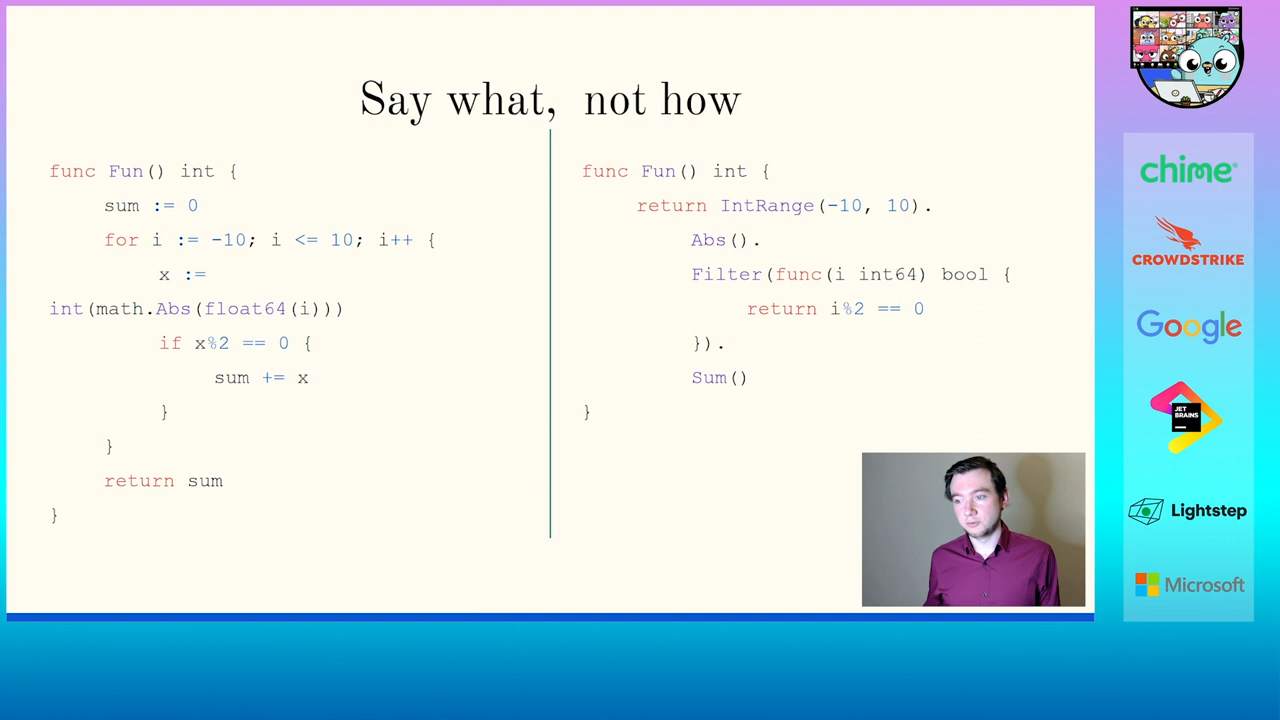 Say what, not how
func Fun() int {
sum := 0
for i := -10; i <= 10; i++ {
x :=
int(math.Abs(float64(i)))
if x%2 == 0 {
sum += x
}
}
return sum
}
func Fun() int {
return IntRange(-10, 10).
Abs().
Filter(func(i int64) bool {
return i%2 == 0
}).
Sum()
}
chime
CROWDSTRIKE
Google
JET
BRAINS
Lightstep
Microsoft